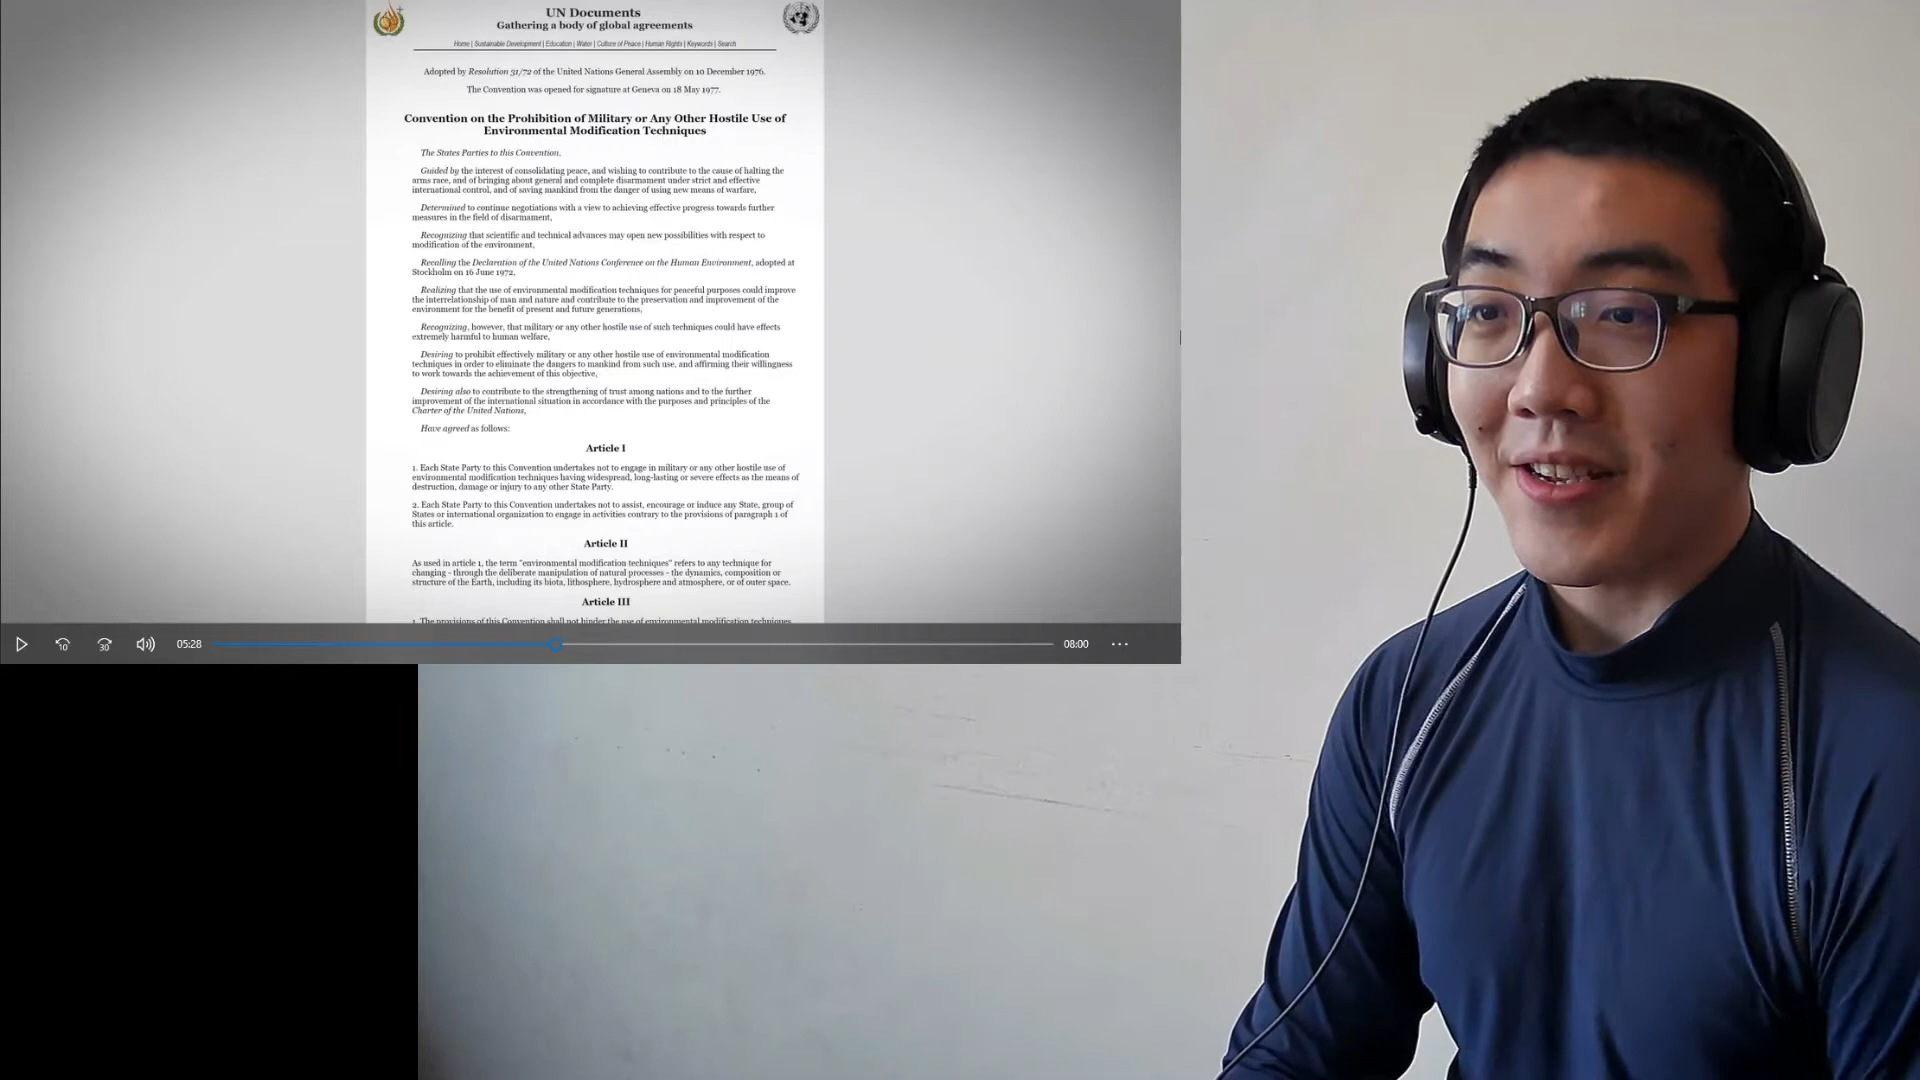 UN Documents
Gathering a body of global agreements
Home | Sustainable Development | Education | Water | Culture of Peace | Human Rights | Keywords | Search
Adopted by Resolution 31/72 of the United Nations General Assembly on 10 December 1976.
The Convention was opened for signature at Geneva on 18 May 1977.
Convention on the Prohibition of Military or Any Other Hostile Use of
Environmental Modification Techniques
The States Parties to this Convention,
Guided by the interest of consolidating peace, and wishing to contribute to the cause of halting the
arms race, and of bringing about general and complete disarmament under strict and effective
international control, and of saving mankind from the danger of using new means of warfare,
Determined to continue negotiations with a view to achieving effective progress towards further
measures in the field of disarmament,
Recognizing that scientific and technical advances may open new possibilities with respect to
modification of the environment,
Recalling the Declaration of the United Nations Conference on the Human Environment, adopted at
Stockholm on 16 June 1972,
Realizing that the use of environmental modification techniques for peaceful purposes could improve
the interrelationship of man and nature and contribute to the preservation and improvement of the
environment for the benefit of present and future generations,
Recognizing, however, that military or any other hostile use of such techniques could have effects
extremely harmful to human welfare,
Desiring to prohibit effectively military or any other hostile use of environmental modification
techniques in order to eliminate the dangers to mankind from such use, and affirming their willingness
to work towards the achievement of this objective,
Desiring also to contribute to the strengthening of trust among nations and to the further
improvement of the international situation in accordance with the purposes and principles of the
Charter of the United Nations,
Have agreed as follows:
Article I
1. Each State Party to this Convention undertakes not to engage in military or any other hostile use of
environmental modification techniques having widespread, long-lasting or severe effects as the means of
destruction, damage or injury to any other State Party.
2. Each State Party to this Convention undertakes not to assist, encourage or induce any State, group of
States or international organization to engage in activities contrary to the provisions of paragraph 1 of
this article.
Article II
As used in article 1, the term "environmental modification techniques" refers to any technique for
changing - through the deliberate manipulation of natural processes - the dynamics, composition or
structure of the Earth, including its biota, lithosphere, hydrosphere and atmosphere, or of outer space.
Article III
1. The provisions of this Convention shall not hinder the use of environmental modification techniques
10
30
05:28
08:00